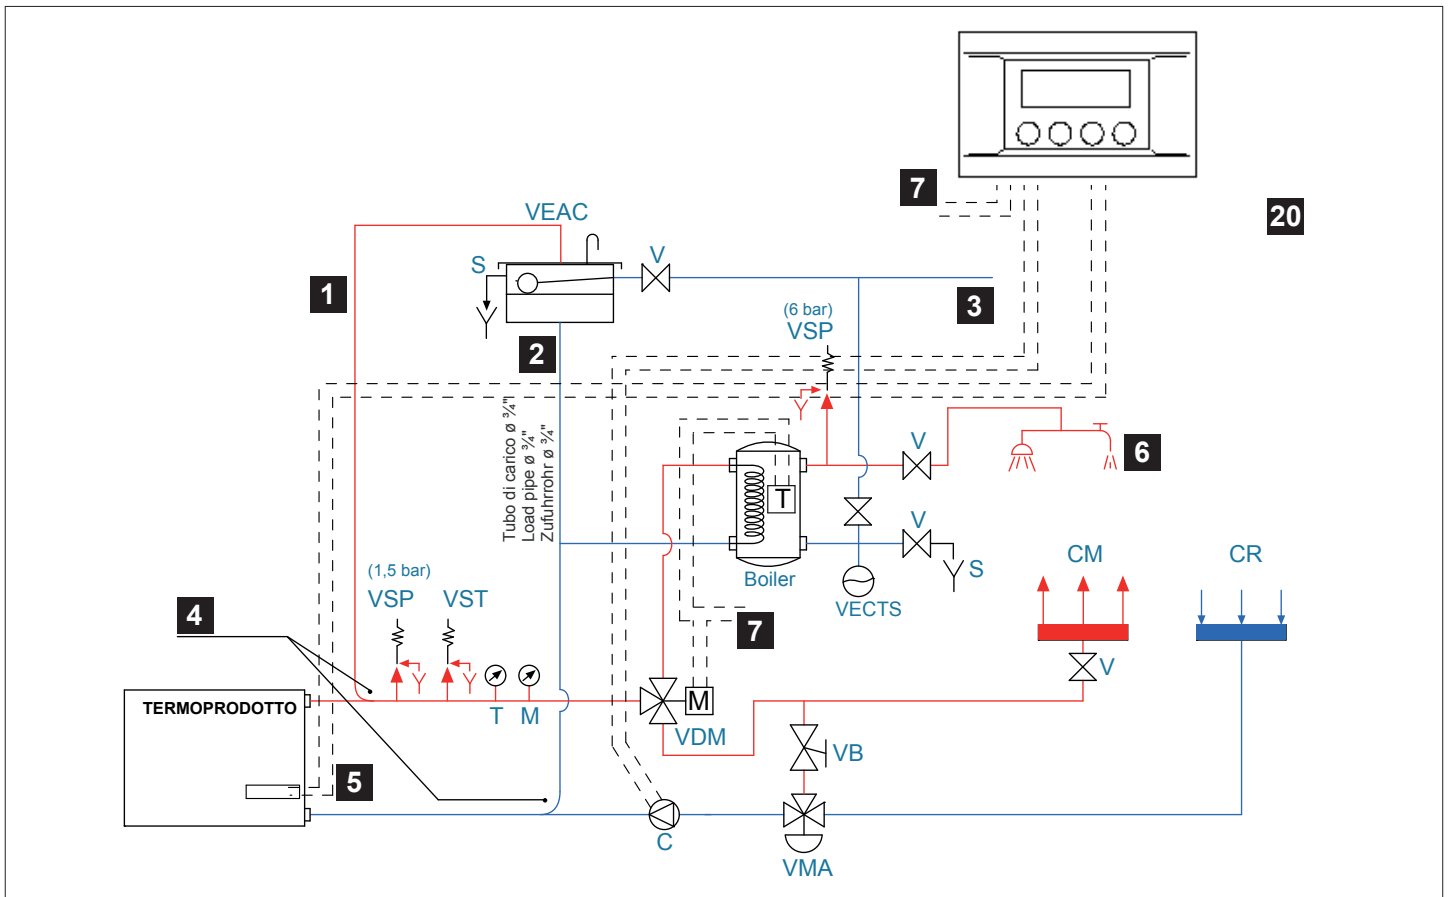 7
20
VEAC
S
V
1
3
(6 bar)
VSP
2
Tubo di carico ø ¾"
Load pipe ø ¾"
Zufuhrrohr ø ¾"
V
6
T
V
Boiler
S
CM
CR
(1,5 bar)
VSP
VST
VECTS
4
7
V
M
TERMOPRODOTTO
T
M
VDM
VB
5
C
VMA